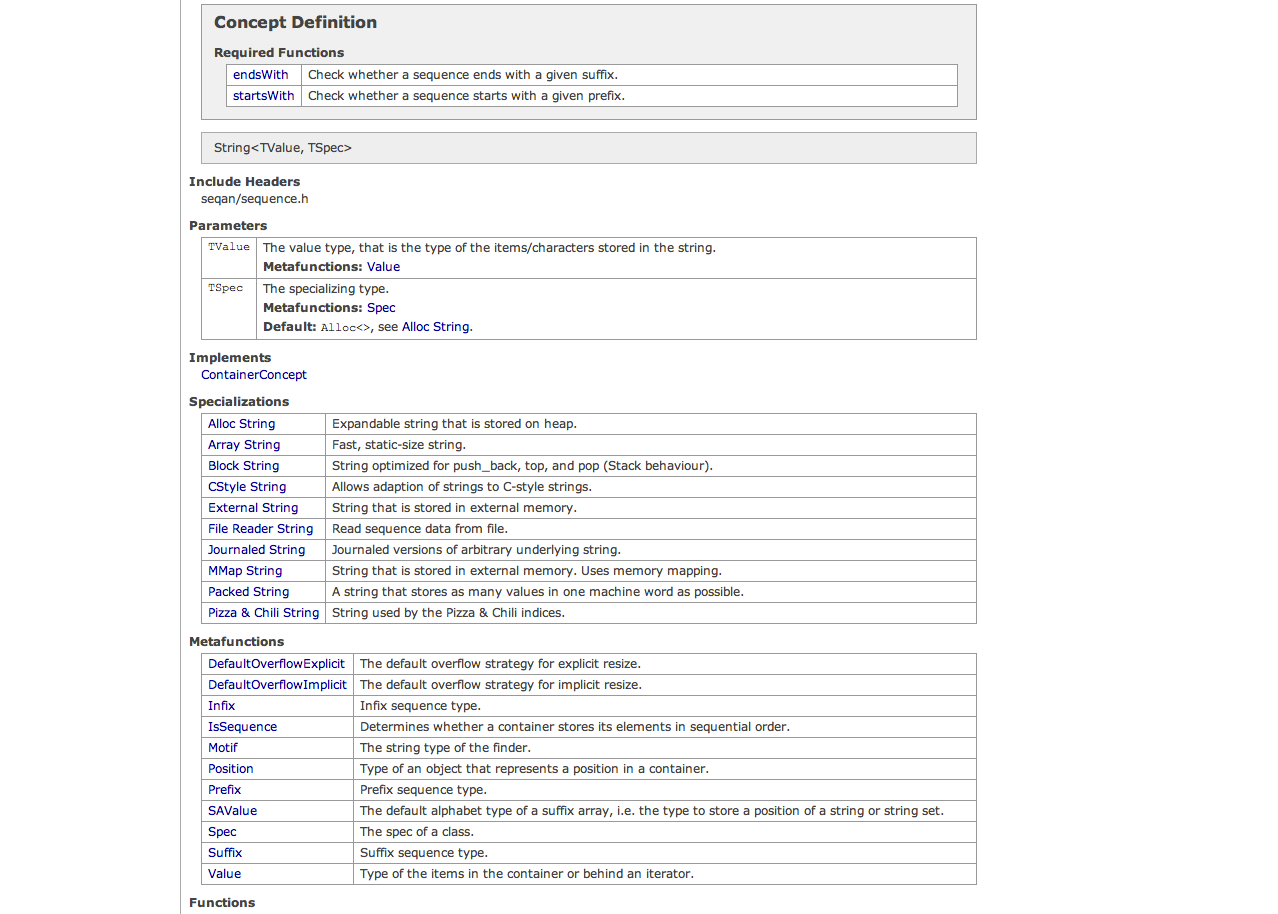 Concept Definition
Required Functions
endsWith Check whether a sequence ends with a given suffix.
startsWith Check whether a sequence starts with a given prefix.
String<TValue, TSpec>
Include Headers
seqan/sequence.h
Parameters
TValue The value type, that is the type of the items/characters stored in the string.
Metafunctions: Value
TSpec The specializing type.
Metafunctions: Spec
Default: Alloc<>, see Alloc String.
Implements
ContainerConcept
Specializations
Alloc String Expandable string that is stored on heap.
Array String Fast, static-size string.
Block String String optimized for push_back, top, and pop (Stack behaviour).
CStyle String Allows adaption of strings to C-style strings.
External String String that is stored in external memory.
File Reader String Read sequence data from file.
Journaled String Journaled versions of arbitrary underlying string.
MMap String String that is stored in external memory. Uses memory mapping.
Packed String A string that stores as many values in one machine word as possible.
Pizza & Chili String String used by the Pizza & Chili indices.
Metafunctions
DefaultOverflowExplicit The default overflow strategy for explicit resize.
DefaultOverflowImplicit The default overflow strategy for implicit resize.
Infix Infix sequence type.
IsSequence Determines whether a container stores its elements in sequential order.
Motif The string type of the finder.
Position Type of an object that represents a position in a container.
Prefix Prefix sequence type.
SAValue The default alphabet type of a suffix array, i.e. the type to store a position of a string or string set.
Spec The spec of a class.
Suffix Suffix sequence type.
Value Type of the items in the container or behind an iterator.
Functions